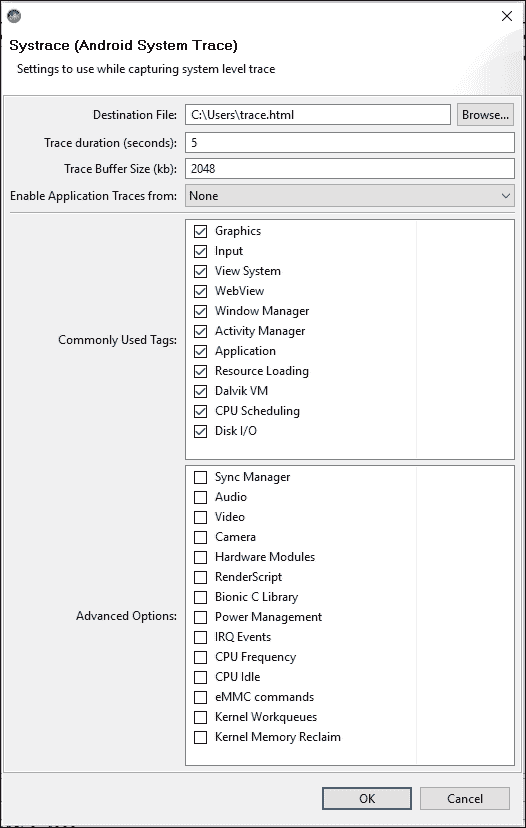 Systrace (Android System Trace)
Settings to use while capturing system level trace
Destination File: C:\Users\trace.html Browse...
Trace duration (seconds): 5
Trace Buffer Size (kb): 2048
Enable Application Traces from: None
Commonly Used Tags:
Graphics
Input
View System
WebView
Window Manager
Activity Manager
Application
Resource Loading
Dalvik VM
CPU Scheduling
Disk I/O
Advanced Options:
Sync Manager
Audio
Video
Camera
Hardware Modules
RenderScript
Bionic C Library
Power Management
IRQ Events
CPU Frequency
CPU Idle
eMMC commands
Kernel Workqueues
Kernel Memory Reclaim
OK Cancel